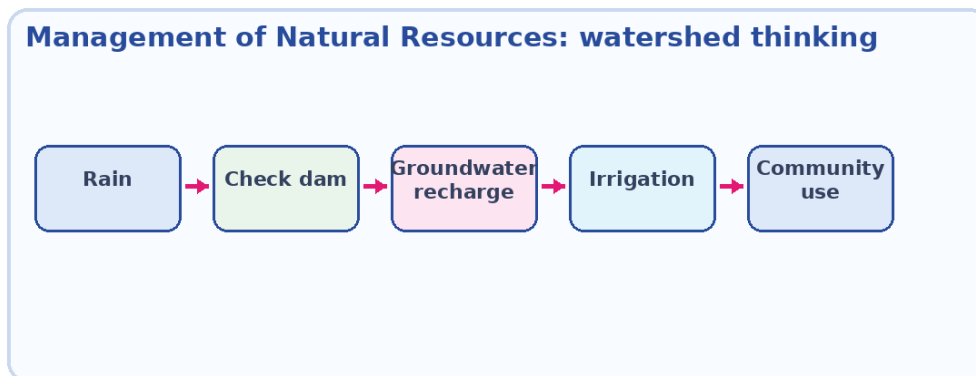 Management of Natural Resources: watershed thinking
Rain
Check dam
Groundwater
recharge
Irrigation
Community
use